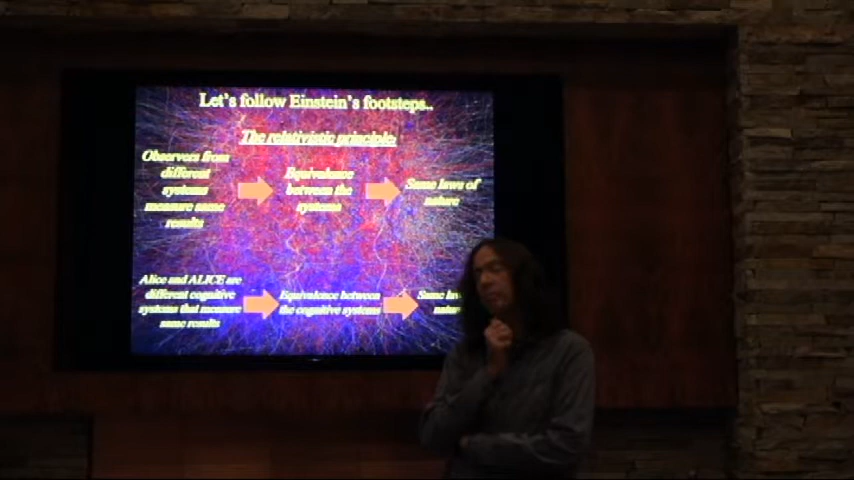 Let's follow Einstein's footsteps..
The relativistic principle:
Observers from
different
systems
measure same
results
Equivalence
between the
systems
Same laws of
nature
Alice and ALICE are
different cognitive
systems that measure
same results
Equivalence between
the cognitive systems
Same